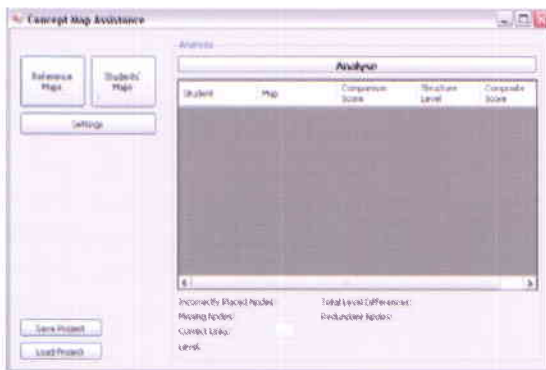 Concept Map Assistance
Analysis
Analyse
Reference Maps
Students' Maps
Settings
Student Map Comparison Score Structure Level Composite Score
Incorrectly Placed Nodes: Total Level Differences:
Missing Nodes: Redundant Nodes:
Correct Links:
Level:
Save Project
Load Project